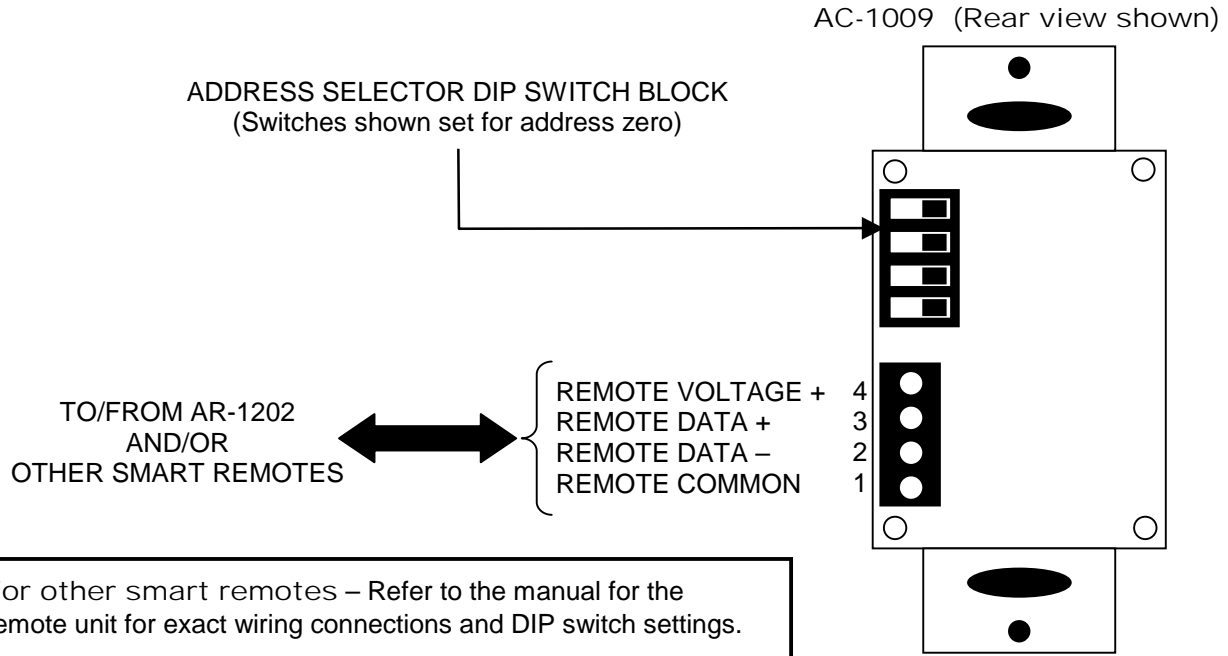 AC-1009 (Rear view shown)
ADDRESS SELECTOR DIP SWITCH BLOCK
(Switches shown set for address zero)
TO/FROM AR-1202
AND/OR
OTHER SMART REMOTES
REMOTE VOLTAGE + 4
REMOTE DATA + 3
REMOTE DATA – 2
REMOTE COMMON 1
or other smart remotes – Refer to the manual for the
emote unit for exact wiring connections and DIP switch settings.